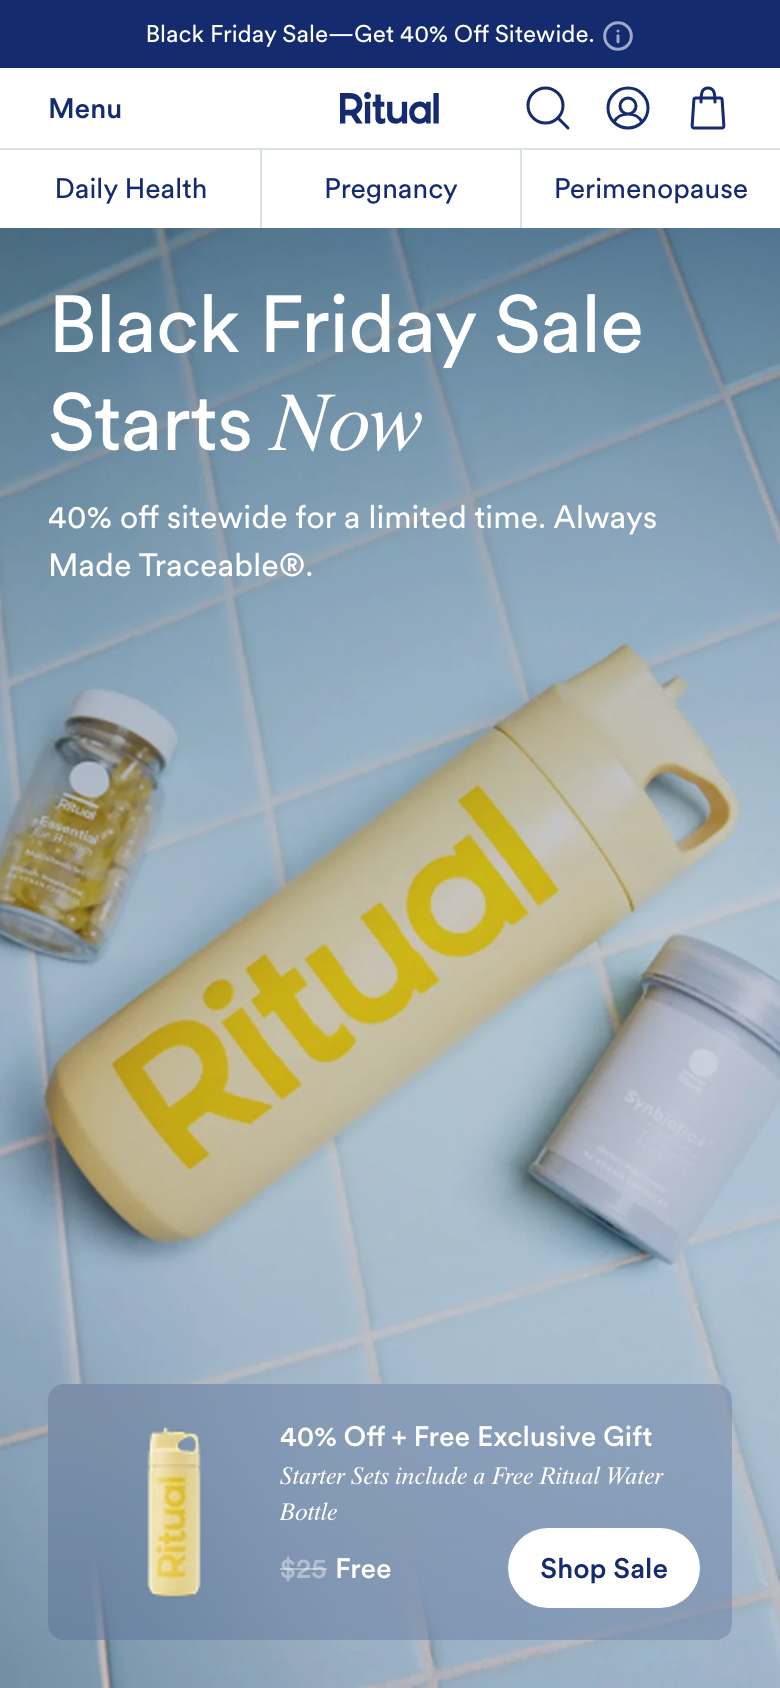 Black Friday Sale—Get 40% Off Sitewide.
Menu
Ritual
Daily Health
Pregnancy
Perimenopause
Black Friday Sale
Starts Now
40% off sitewide for a limited time. Always
Made Traceable®.
Ritual
Essential
for Women
Ritual
Synbiotic+
40% Off + Free Exclusive Gift
Starter Sets include a Free Ritual Water
Bottle
Ritual
$25 Free
Shop Sale